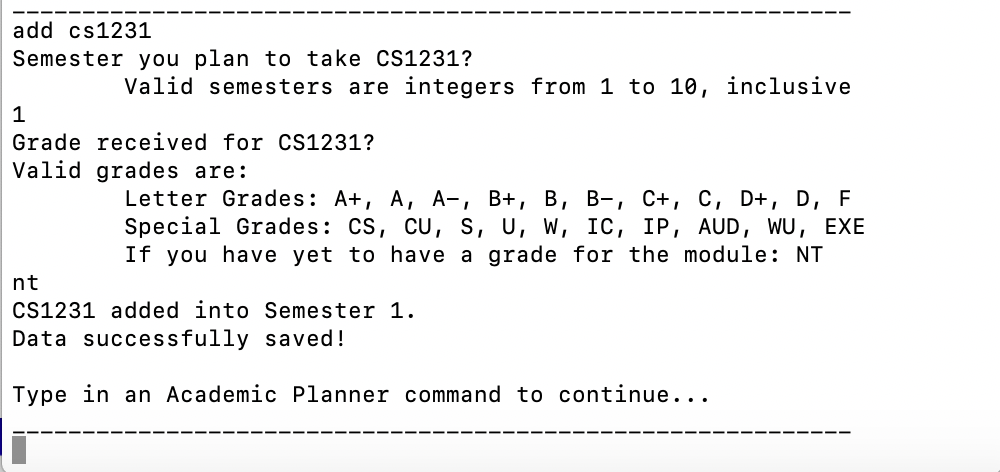 ____________________________________________________________
add cs1231
Semester you plan to take CS1231?
Valid semesters are integers from 1 to 10, inclusive
1
Grade received for CS1231?
Valid grades are:
Letter Grades: A+, A, A-, B+, B, B-, C+, C, D+, D, F
Special Grades: CS, CU, S, U, W, IC, IP, AUD, WU, EXE
If you have yet to have a grade for the module: NT
nt
CS1231 added into Semester 1.
Data successfully saved!
Type in an Academic Planner command to continue...
____________________________________________________________